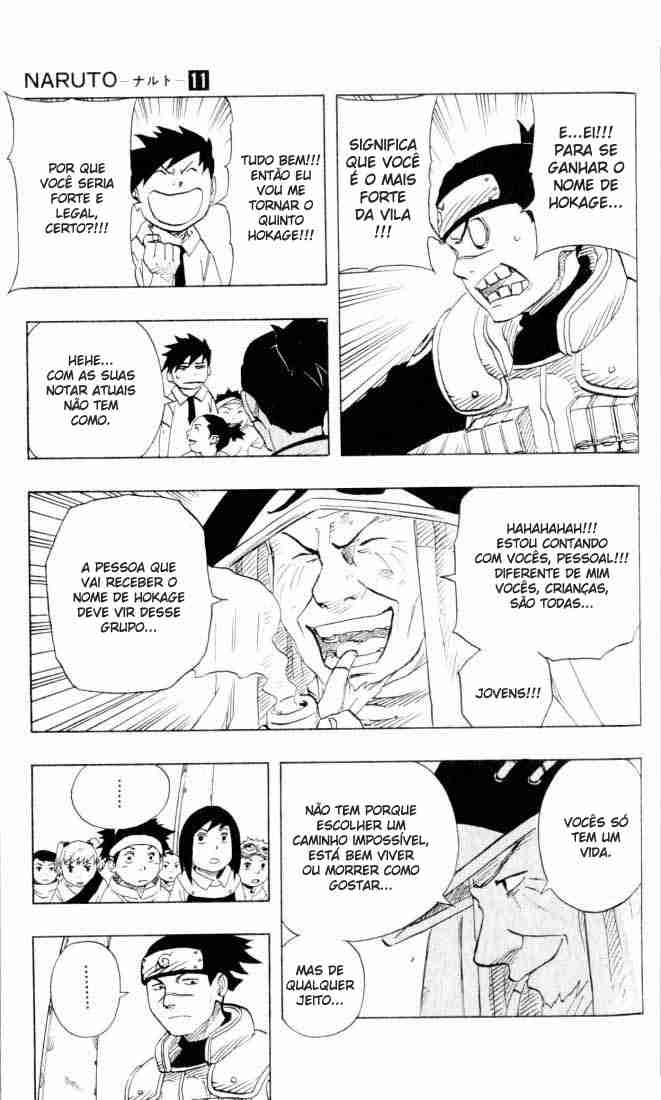 NARUTO—ナルト—11
E...EI!!!
PARA SE
GANHAR O
NOME DE
HOKAGE...
SIGNIFICA
QUE VOCÊ
É O MAIS
FORTE
DA VILA
!!!
TUDO BEM!!!
ENTÃO EU
VOU ME
TORNAR O
QUINTO
HOKAGE!!!
POR QUE
VOCÊ SERIA
FORTE E
LEGAL,
CERTO?!!!
HEHE...
COM AS SUAS
NOTAR ATUAIS
NÃO TEM
COMO.
HAHAHAHAH!!!
ESTOU CONTANDO
COM VOCÊS, PESSOAL!!!
DIFERENTE DE MIM
VOCÊS, CRIANÇAS,
SÃO TODAS...
JOVENS!!!
A PESSOA QUE
VAI RECEBER O
NOME DE HOKAGE
DEVE VIR DESSE
GRUPO...
VOCÊS SÓ
TEM UM
VIDA.
NÃO TEM PORQUE
ESCOLHER UM
CAMINHO IMPOSSÍVEL,
ESTÁ BEM VIVER
OU MORRER COMO
GOSTAR...
MAS DE
QUALQUER
JEITO...
......
......